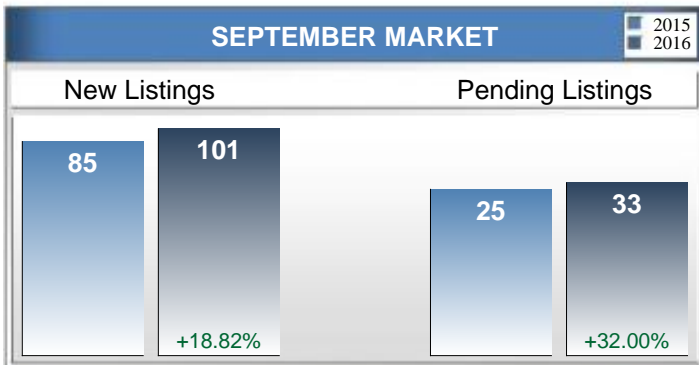 SEPTEMBER MARKET
2015
2016
New Listings
Pending Listings
85
101
25
33
+18.82%
+32.00%